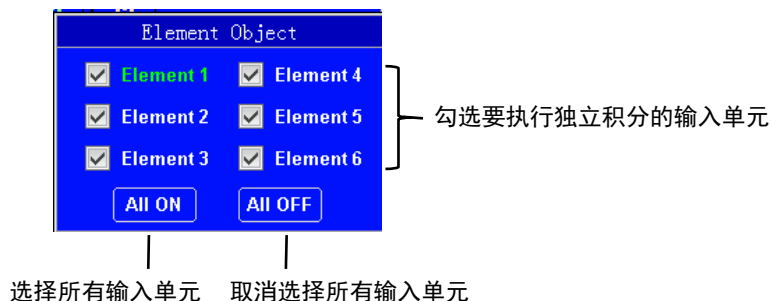 Element Object
Element 1 Element 4
Element 2 Element 5
Element 3 Element 6
勾选要执行独立积分的输入单元
All ON All OFF
选择所有输入单元 取消选择所有输入单元